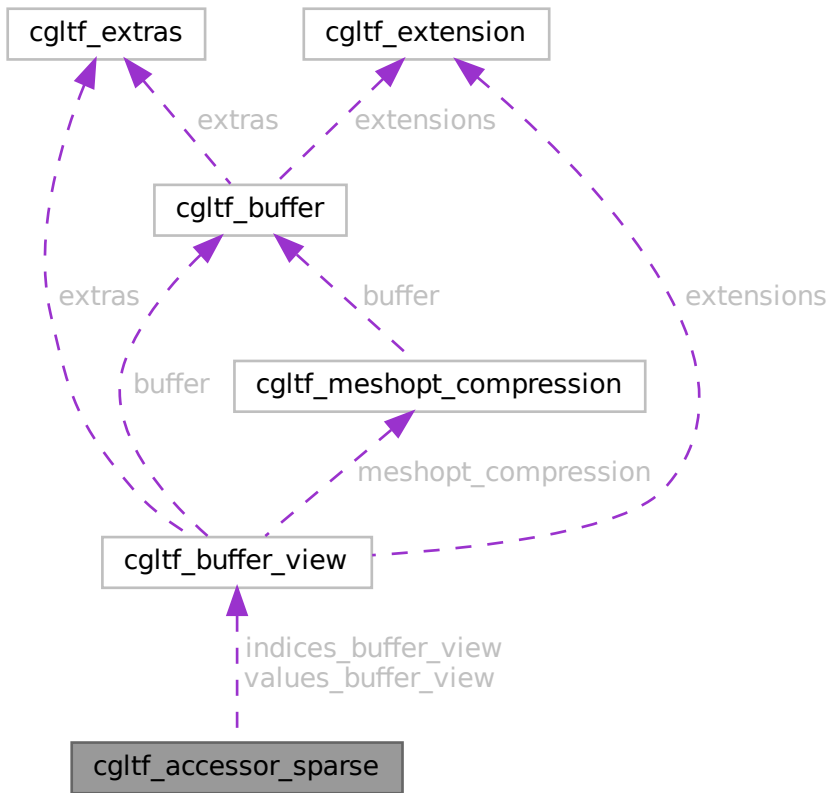 cgltf_extras
cgltf_extension
extras
extensions
cgltf_buffer
extras
buffer
extensions
buffer
cgltf_meshopt_compression
meshopt_compression
cgltf_buffer_view
indices_buffer_view
values_buffer_view
cgltf_accessor_sparse